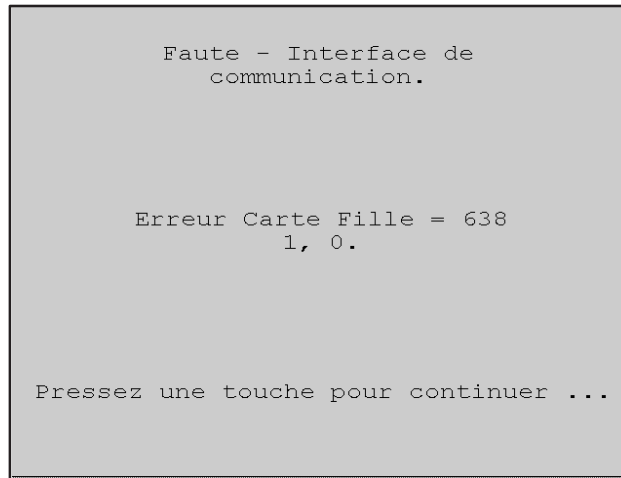 Faute - Interface de
communication.
Erreur Carte Fille = 638
1, 0.
Pressez une touche pour continuer ...